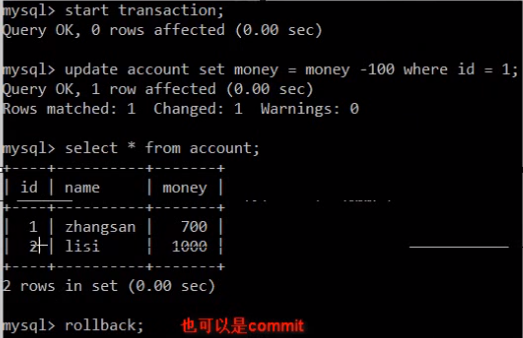 mysql> start transaction;
Query OK, 0 rows affected (0.00 sec)
mysql> update account set money = money -100 where id = 1;
Query OK, 1 row affected (0.00 sec)
Rows matched: 1  Changed: 1  Warnings: 0
mysql> select * from account;
+----+----------+-------+
| id | name     | money |
+----+----------+-------+
|  1 | zhangsan |   700 |
|  2 | lisi     |  1000 |
+----+----------+-------+
2 rows in set (0.00 sec)
mysql> rollback; 也可以是commit